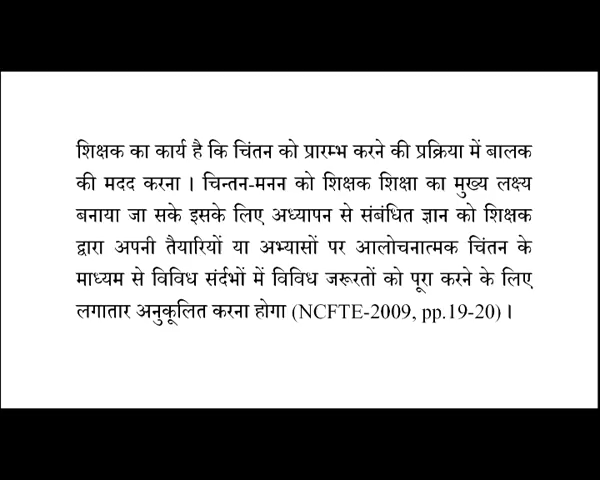 शिक्षक का कार्य है कि चिंतन को प्रारम्भ करने की प्रक्रिया में बालक
की मदद करना । चिन्तन-मनन को शिक्षक शिक्षा का मुख्य लक्ष्य
बनाया जा सके इसके लिए अध्यापन से संबंधित ज्ञान को शिक्षक
द्वारा अपनी तैयारियों या अभ्यासों पर आलोचनात्मक चिंतन के
माध्यम से विविध संर्दभों में विविध जरूरतों को पूरा करने के लिए
लगातार अनुकूलित करना होगा (NCFTE-2009, pp.19-20) ।